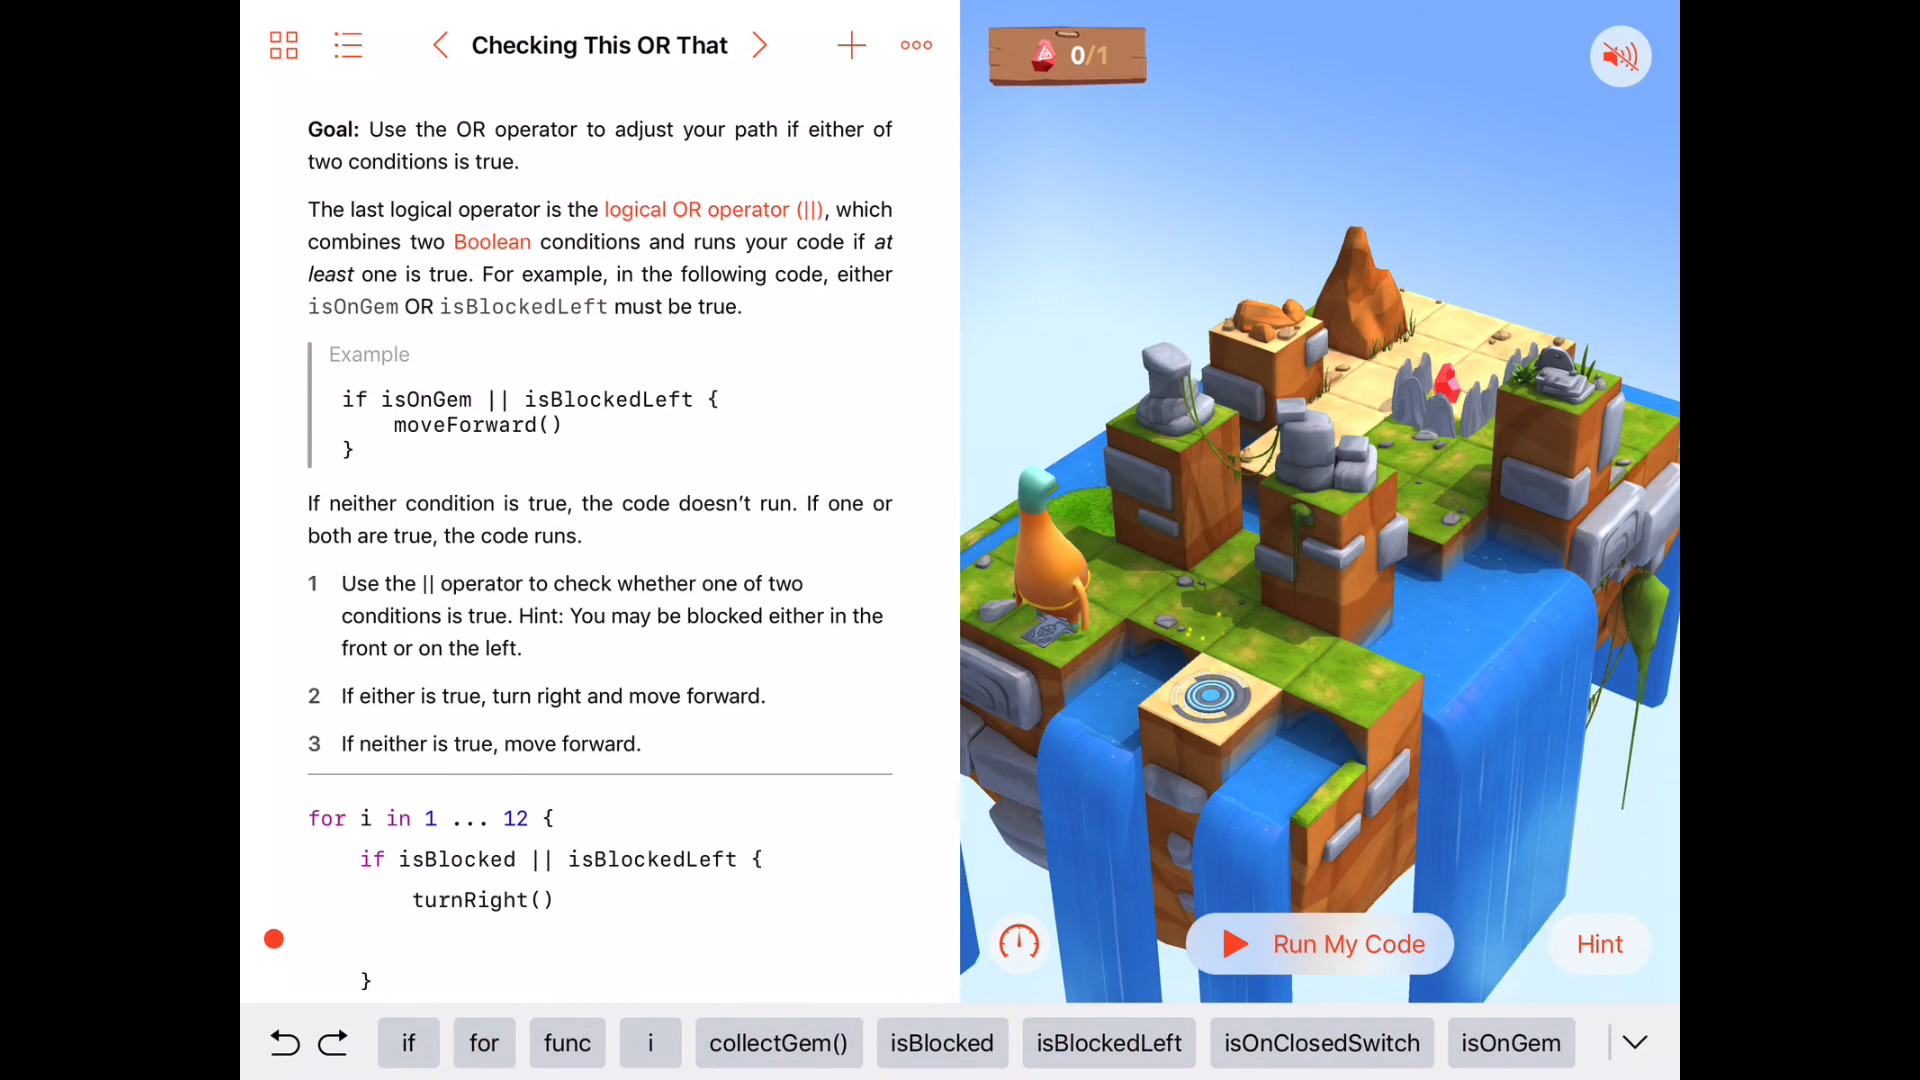 Checking This OR That
Goal: Use the OR operator to adjust your path if either of
two conditions is true.
The last logical operator is the logical OR operator (||), which
combines two Boolean conditions and runs your code if at
least one is true. For example, in the following code, either
isOnGem OR isBlockedLeft must be true.
Example
if isOnGem || isBlockedLeft {
moveForward()
}
If neither condition is true, the code doesn’t run. If one or
both are true, the code runs.
1 Use the || operator to check whether one of two
conditions is true. Hint: You may be blocked either in the
front or on the left.
2 If either is true, turn right and move forward.
3 If neither is true, move forward.
for i in 1 ... 12 {
if isBlocked || isBlockedLeft {
turnRight()
}
0/1
Run My Code
Hint
if for func i collectGem() isBlocked isBlockedLeft isOnClosedSwitch isOnGem